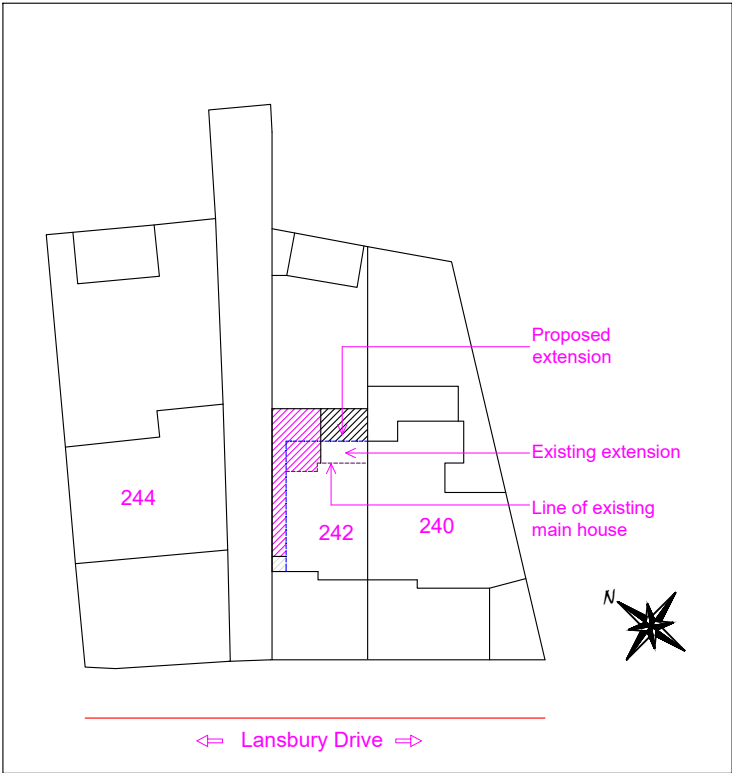 Proposed
extension
Existing extension
244
Line of existing
main house
242
240
N
Lansbury Drive